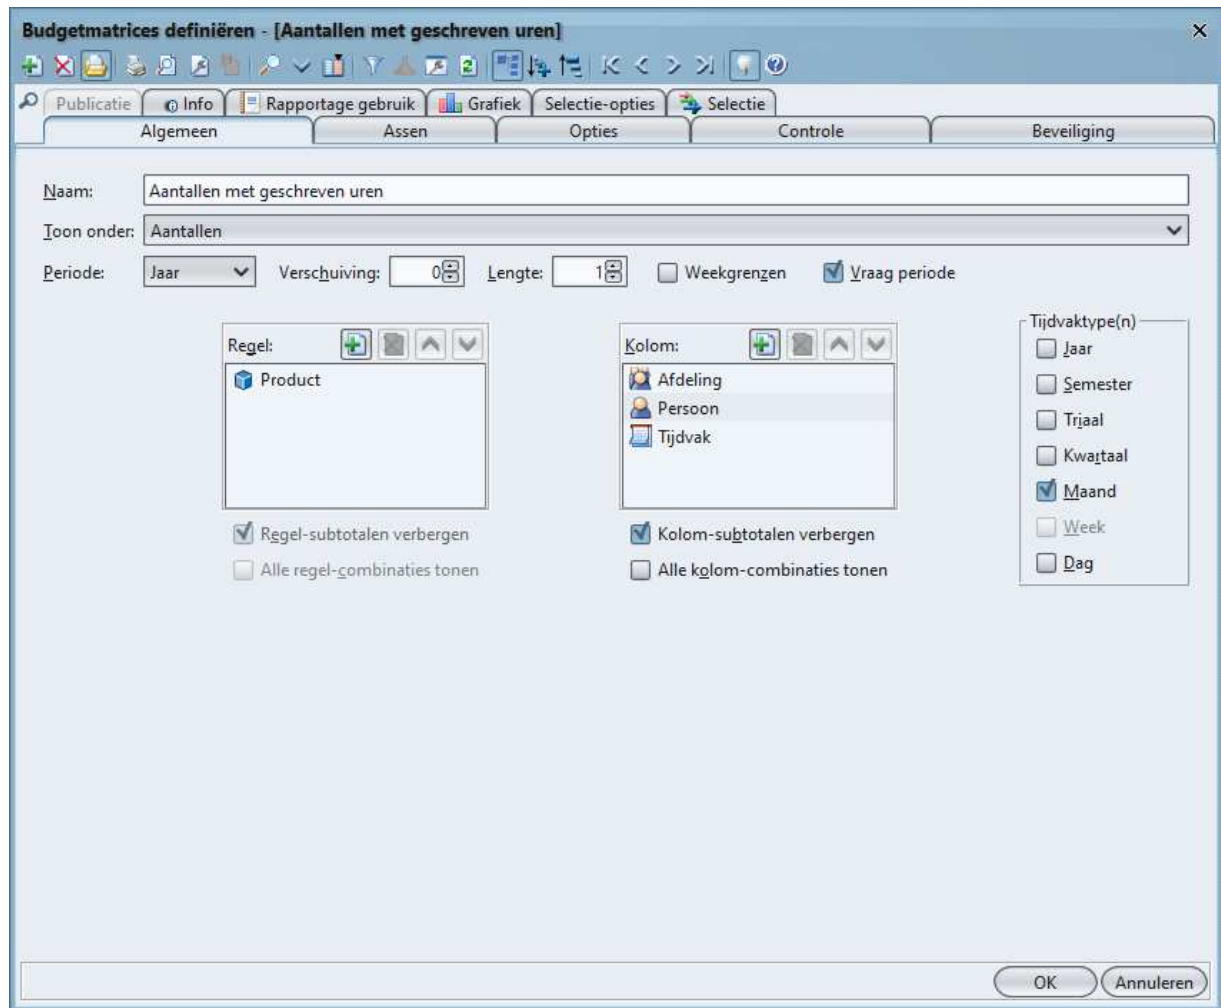 Budgetmatrices definiëren - [Aantallen met geschreven uren]
Publicatie Info Rapportage gebruik Grafiek Selectie-opties Selectie
Algemeen Assen Opties Controle Beveiliging
Naam: Aantallen met geschreven uren
Toon onder: Aantallen
Periode: Jaar Verschuiving: 0 Lengte: 1 Weekgrenzen Vraag periode
Regel: Kolom: Tijdvaktype(n)
Jaar
Product Afdeling
Semester
Persoon
Triaal
Tijdvak
Kwartaal
Maand
Regel-subtotalen verbergen Kolom-subtotalen verbergen Week
Alle regel-combinaties tonen Alle kolom-combinaties tonen Dag
OK Annuleren